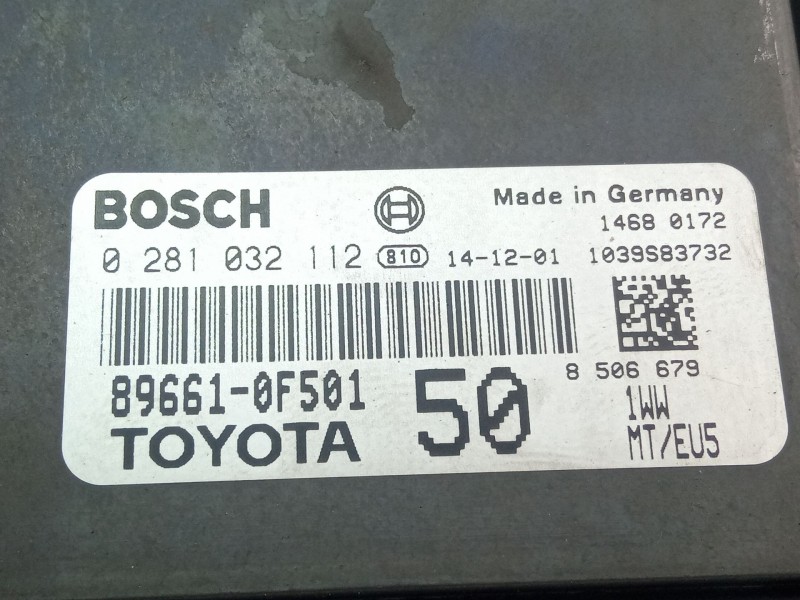 BOSCH
Made in Germany
1468 0172
0 281 032 112 810 14-12-01 1039S83732
8 506 679
89661-0F501 50 1WW
TOYOTA MT/EU5